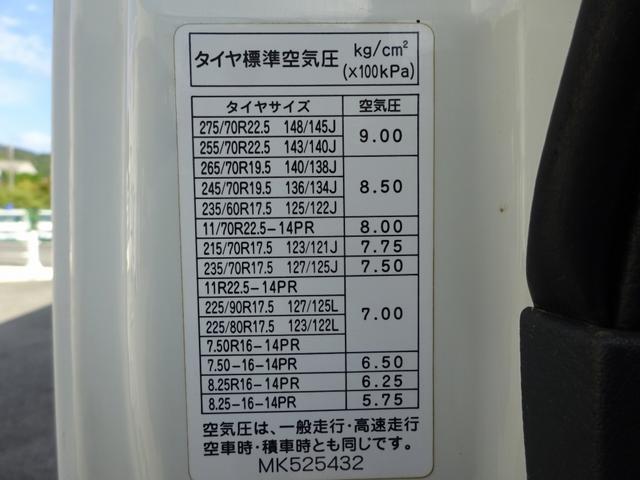 タイヤ標準空気圧 kg/cm² (x100kPa)
タイヤサイズ 空気圧
275/70R22.5 148/145J 9.00
255/70R22.5 143/140J
265/70R19.5 140/138J
245/70R19.5 136/134J 8.50
235/60R17.5 125/122J
11/70R22.5-14PR 8.00
215/70R17.5 123/121J 7.75
235/70R17.5 127/125J 7.50
11R22.5-14PR
225/90R17.5 127/125L 7.00
225/80R17.5 123/122L
7.50R16-14PR
7.50-16-14PR 6.50
8.25R16-14PR 6.25
8.25-16-14PR 5.75
空気圧は、一般走行・高速走行
空車時・積車時とも同じです。
MK525432